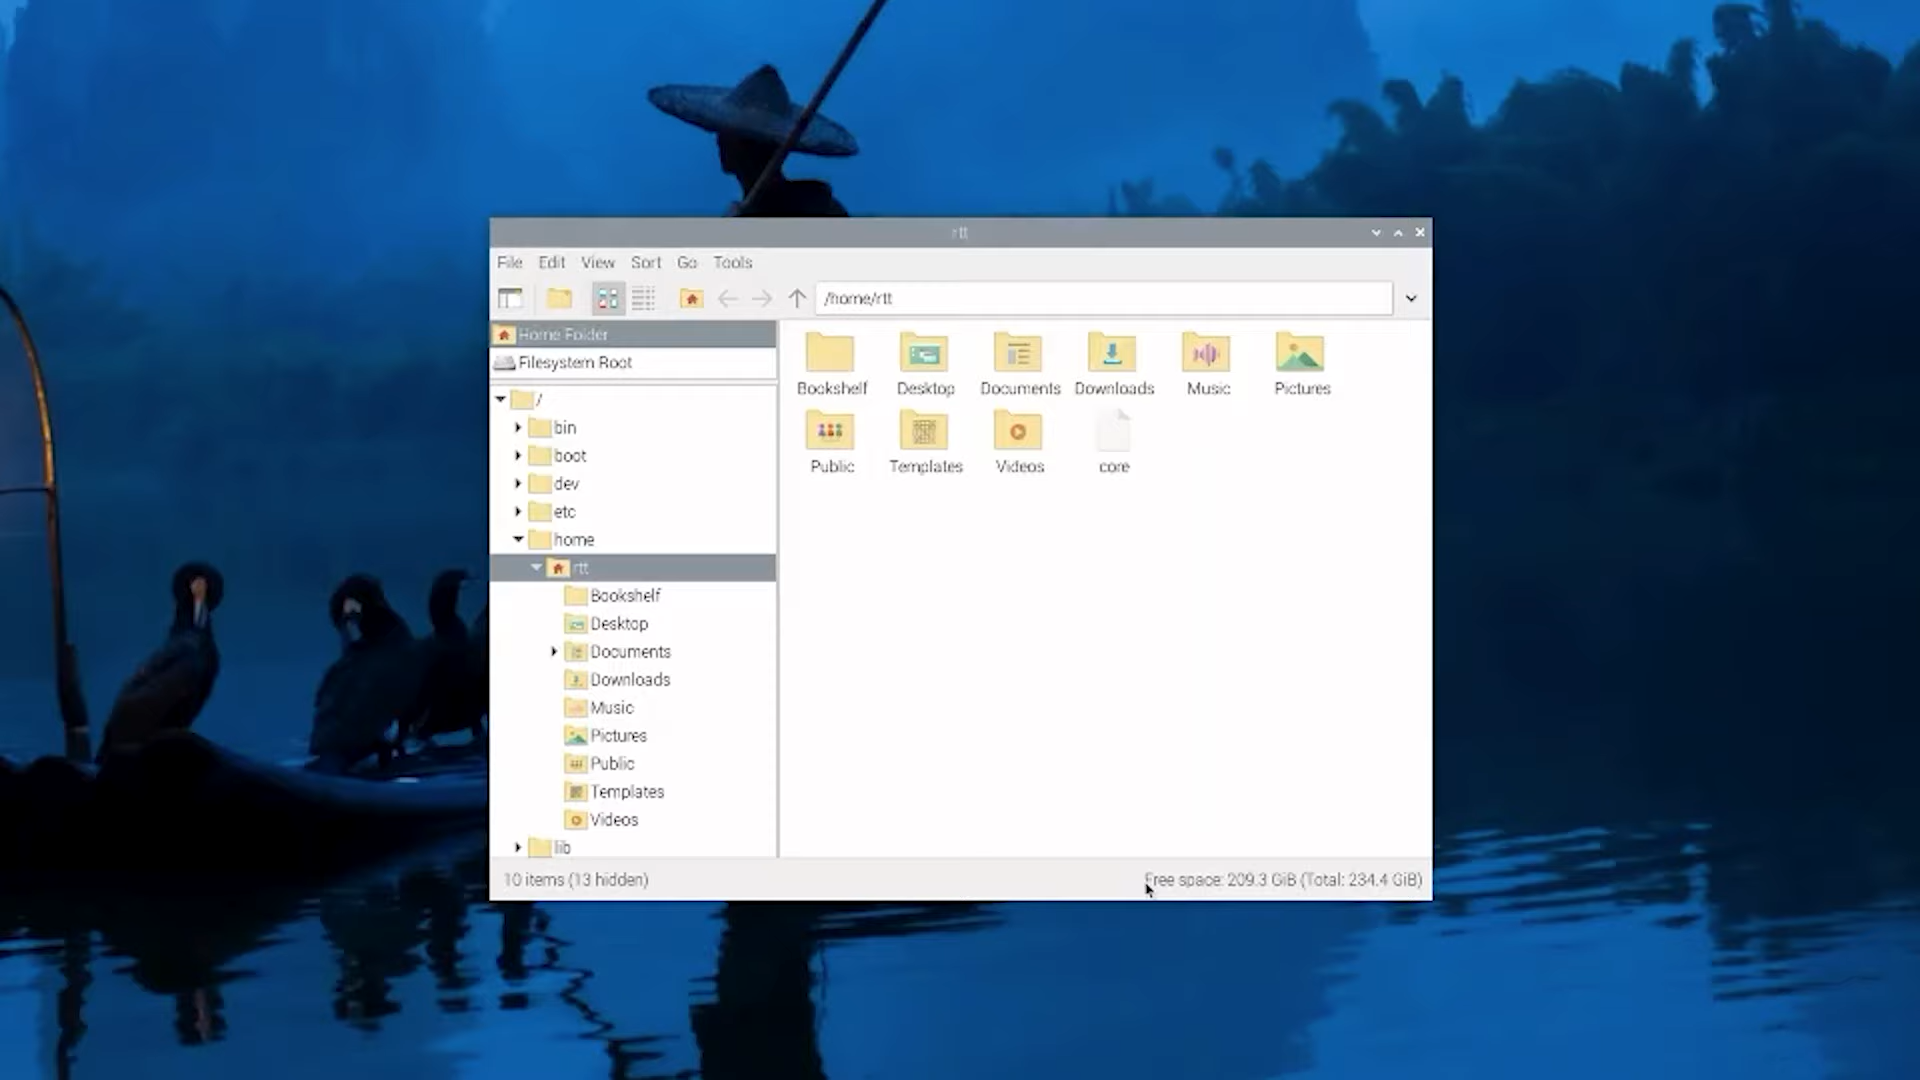 rtt
File Edit View Sort Go Tools
/home/rtt
Home Folder
Filesystem Root
/
bin
boot
dev
etc
home
rtt
Bookshelf
Desktop
Documents
Downloads
Music
Pictures
Public
Templates
Videos
lib
Bookshelf Desktop Documents Downloads Music Pictures
Public Templates Videos core
10 items (13 hidden)
Free space: 209.3 GiB (Total: 234.4 GiB)